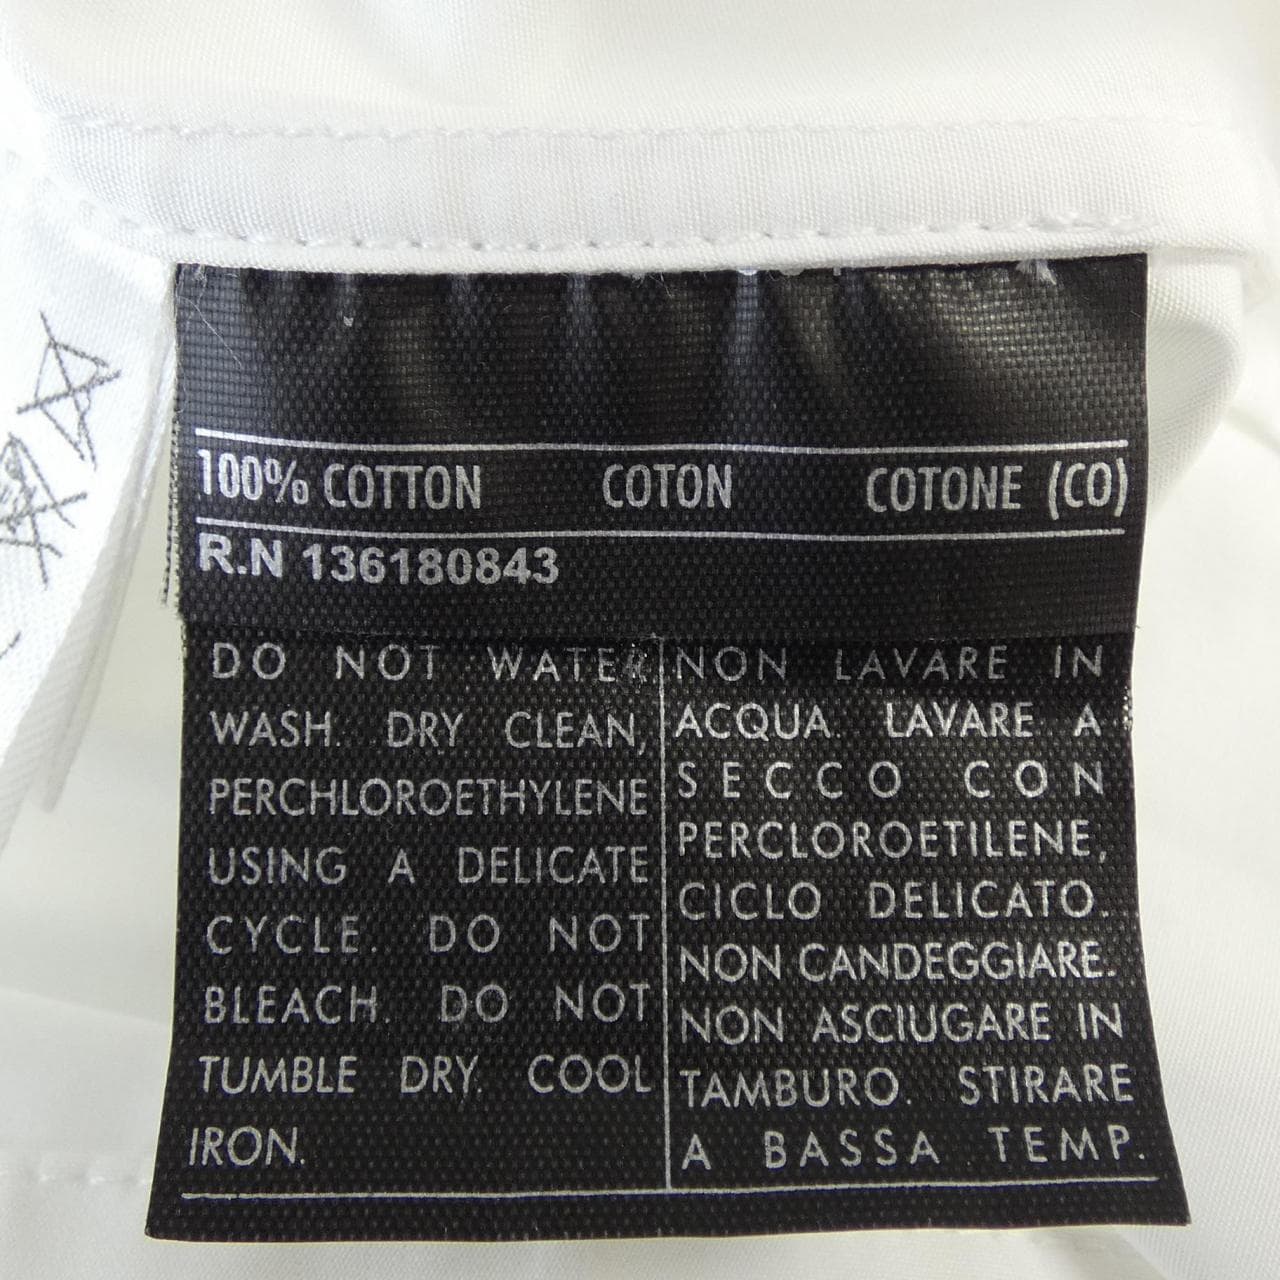 100% COTTON COTON COTONE (CO)
R.N 136180843
DO NOT WATER
WASH. DRY CLEAN,
PERCHLOROETHYLENE
USING A DELICATE
CYCLE. DO NOT
BLEACH. DO NOT
TUMBLE DRY. COOL
IRON.
NON LAVARE IN
ACQUA. LAVARE A
SECCO CON
PERCLOROETILENE,
CICLO DELICATO.
NON CANDEGGIARE.
NON ASCIUGARE IN
TAMBURO. STIRARE
A BASSA TEMP.